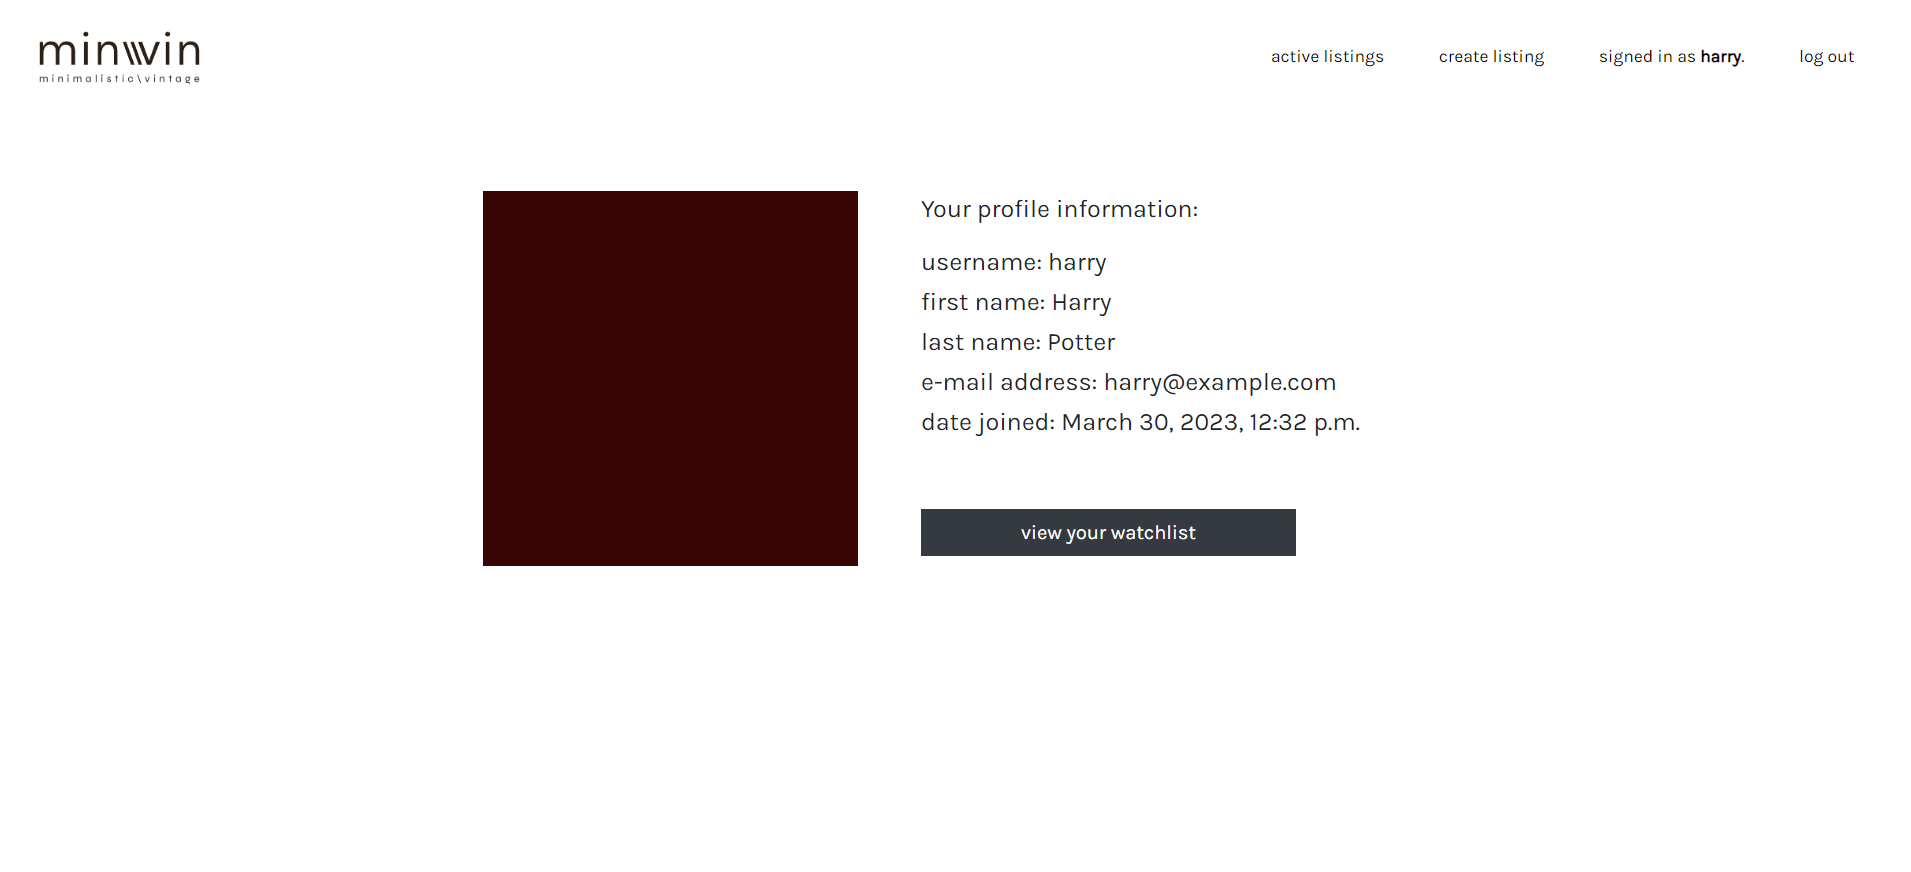 minwin
minimalistic\vintage
active listings
create listing
signed in as harry.
log out
Your profile information:
username: harry
first name: Harry
last name: Potter
e-mail address: harry@example.com
date joined: March 30, 2023, 12:32 p.m.
view your watchlist